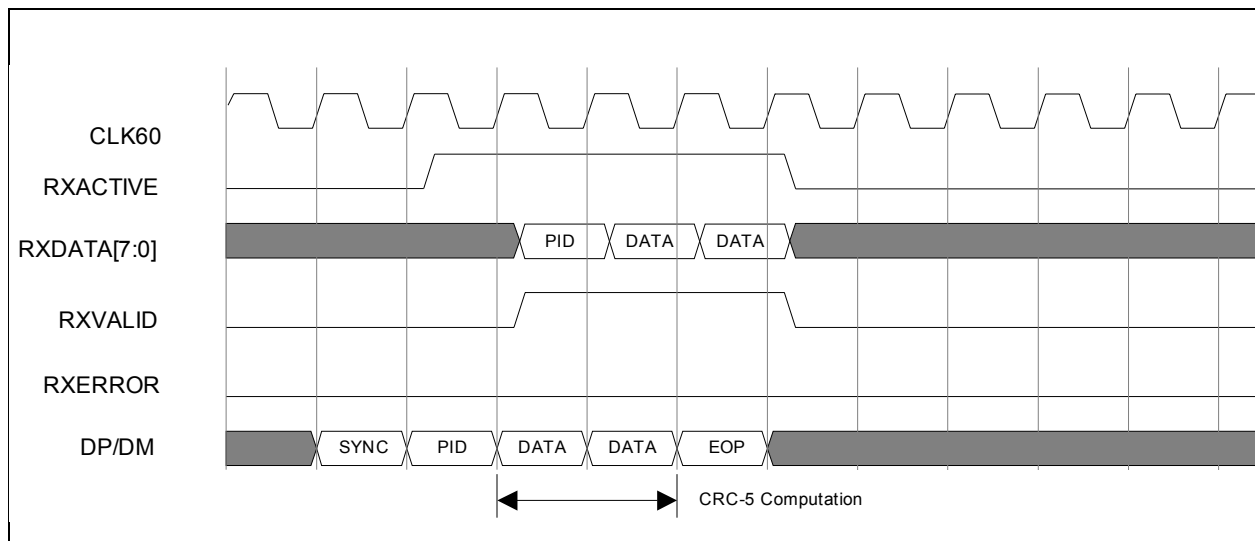 CLK60
RXACTIVE
RXDATA[7:0]
PID DATA DATA
RXVALID
RXERROR
DP/DM
SYNC PID DATA DATA EOP
CRC-5 Computation